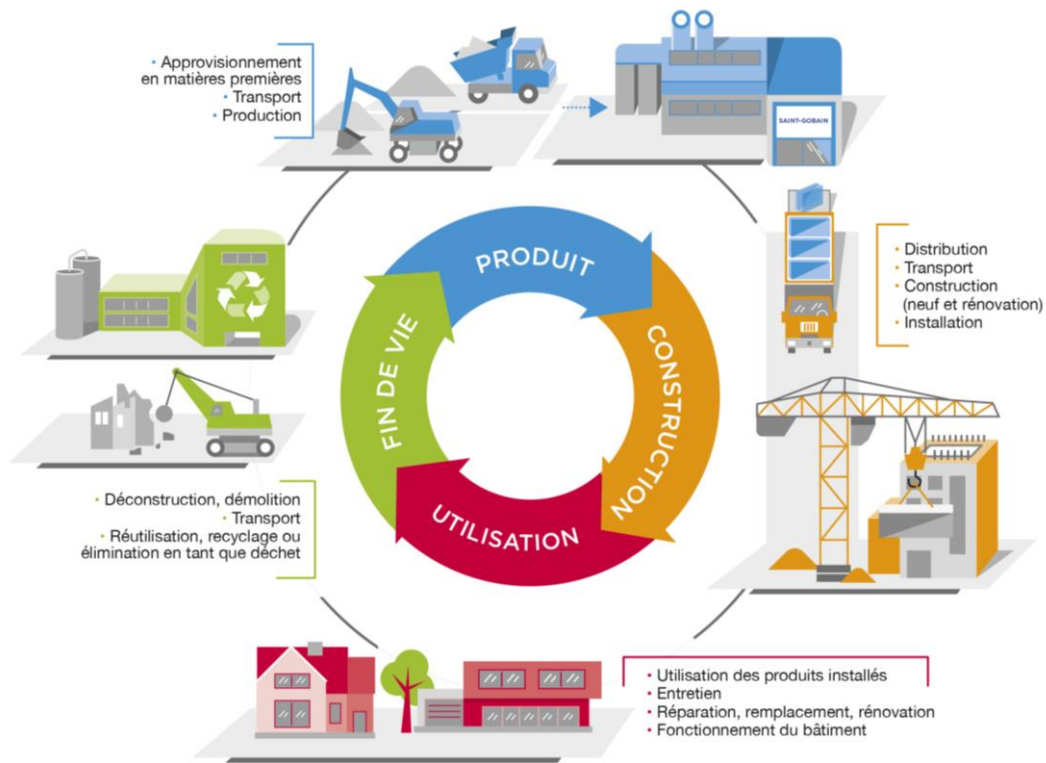 • Approvisionnement
en matières premières
• Transport
• Production
SAINT-GOBAIN
PRODUIT
CONSTRUCTION
UTILISATION
FIN DE VIE
• Distribution
• Transport
• Construction
(neuf et rénovation)
• Installation
• Déconstruction, démolition
• Transport
• Réutilisation, recyclage ou
élimination en tant que déchet
• Utilisation des produits installés
• Entretien
• Réparation, remplacement, rénovation
• Fonctionnement du bâtiment